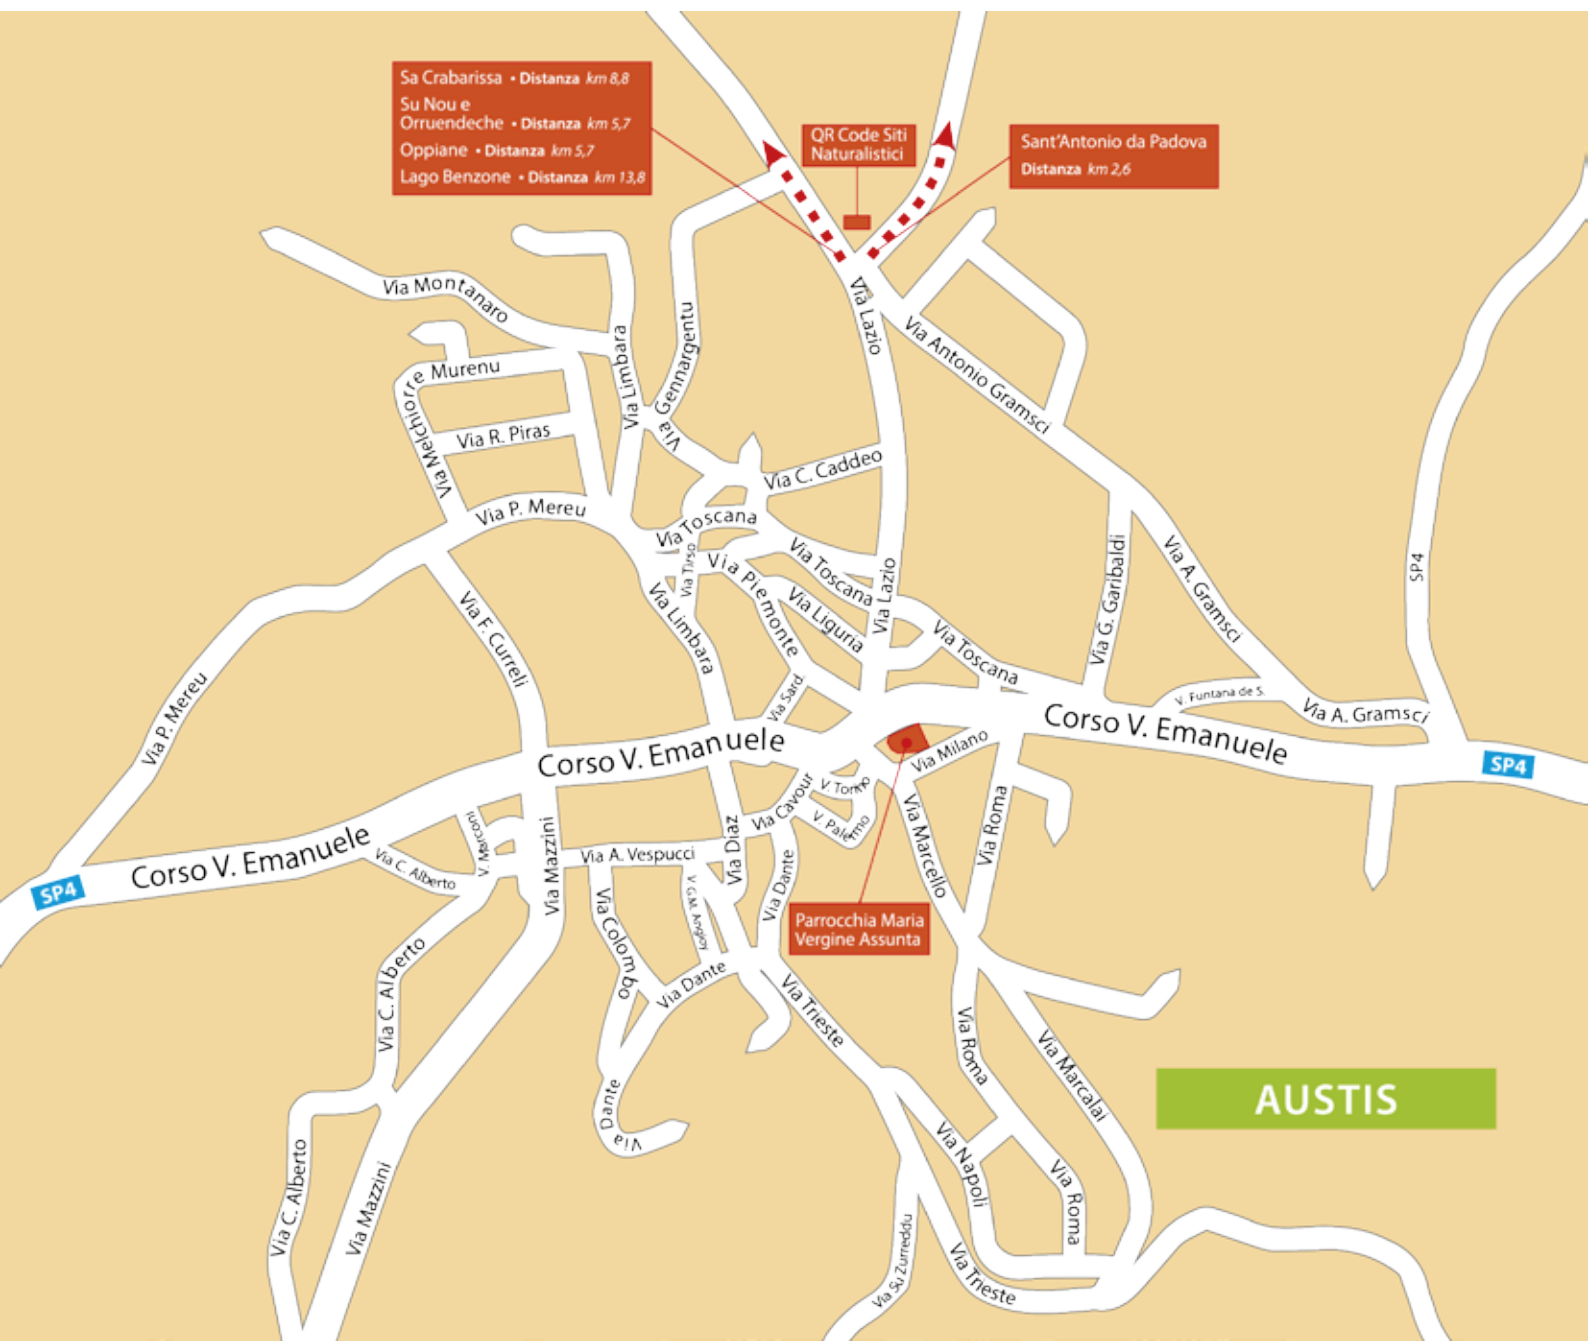 Sa Crabarissa • Distanza km 8,8
Su Nou e
Orruendeche • Distanza km 5,7
Oppiane • Distanza km 5,7
Lago Benzone • Distanza km 13,8
QR Code Siti
Naturalistici
Sant'Antonio da Padova
Distanza km 2,6
Via Montanaro
Via Limbara
Via Gennargentu
Via Lazio
Via Antonio Gramsci
Via Melchiorre Murenu
Via R. Piras
Via C. Caddeo
Via P. Mereu
Via Toscana
Via Tirso
Via Piemonte
Via Toscana
Via Liguria
Via Lazio
Via Toscana
Via G. Garibaldi
Via A. Gramsci
SP4
Via F. Curreli
Via Limbara
Via P. Mereu
Via Sard.
V. Funtana de S.
Via A. Gramsci
Corso V. Emanuele
Corso V. Emanuele
SP4
Via Milano
V. Torino
Via Cavour
V. Palermo
Via Marcello
Via Roma
Corso V. Emanuele
SP4
V. Marconi
Via C. Alberto
Via Mazzini
Via A. Vespucci
Via Diaz
Via Dante
V. G.M. Angioy
Via Colombo
Parrocchia Maria
Vergine Assunta
Via C. Alberto
Via Dante
Via Trieste
Via Roma
Via Marcalai
Via Dante
AUSTIS
Via C. Alberto
Via Mazzini
Via Napoli
Via Roma
Via Su Zurreddu
Via Trieste